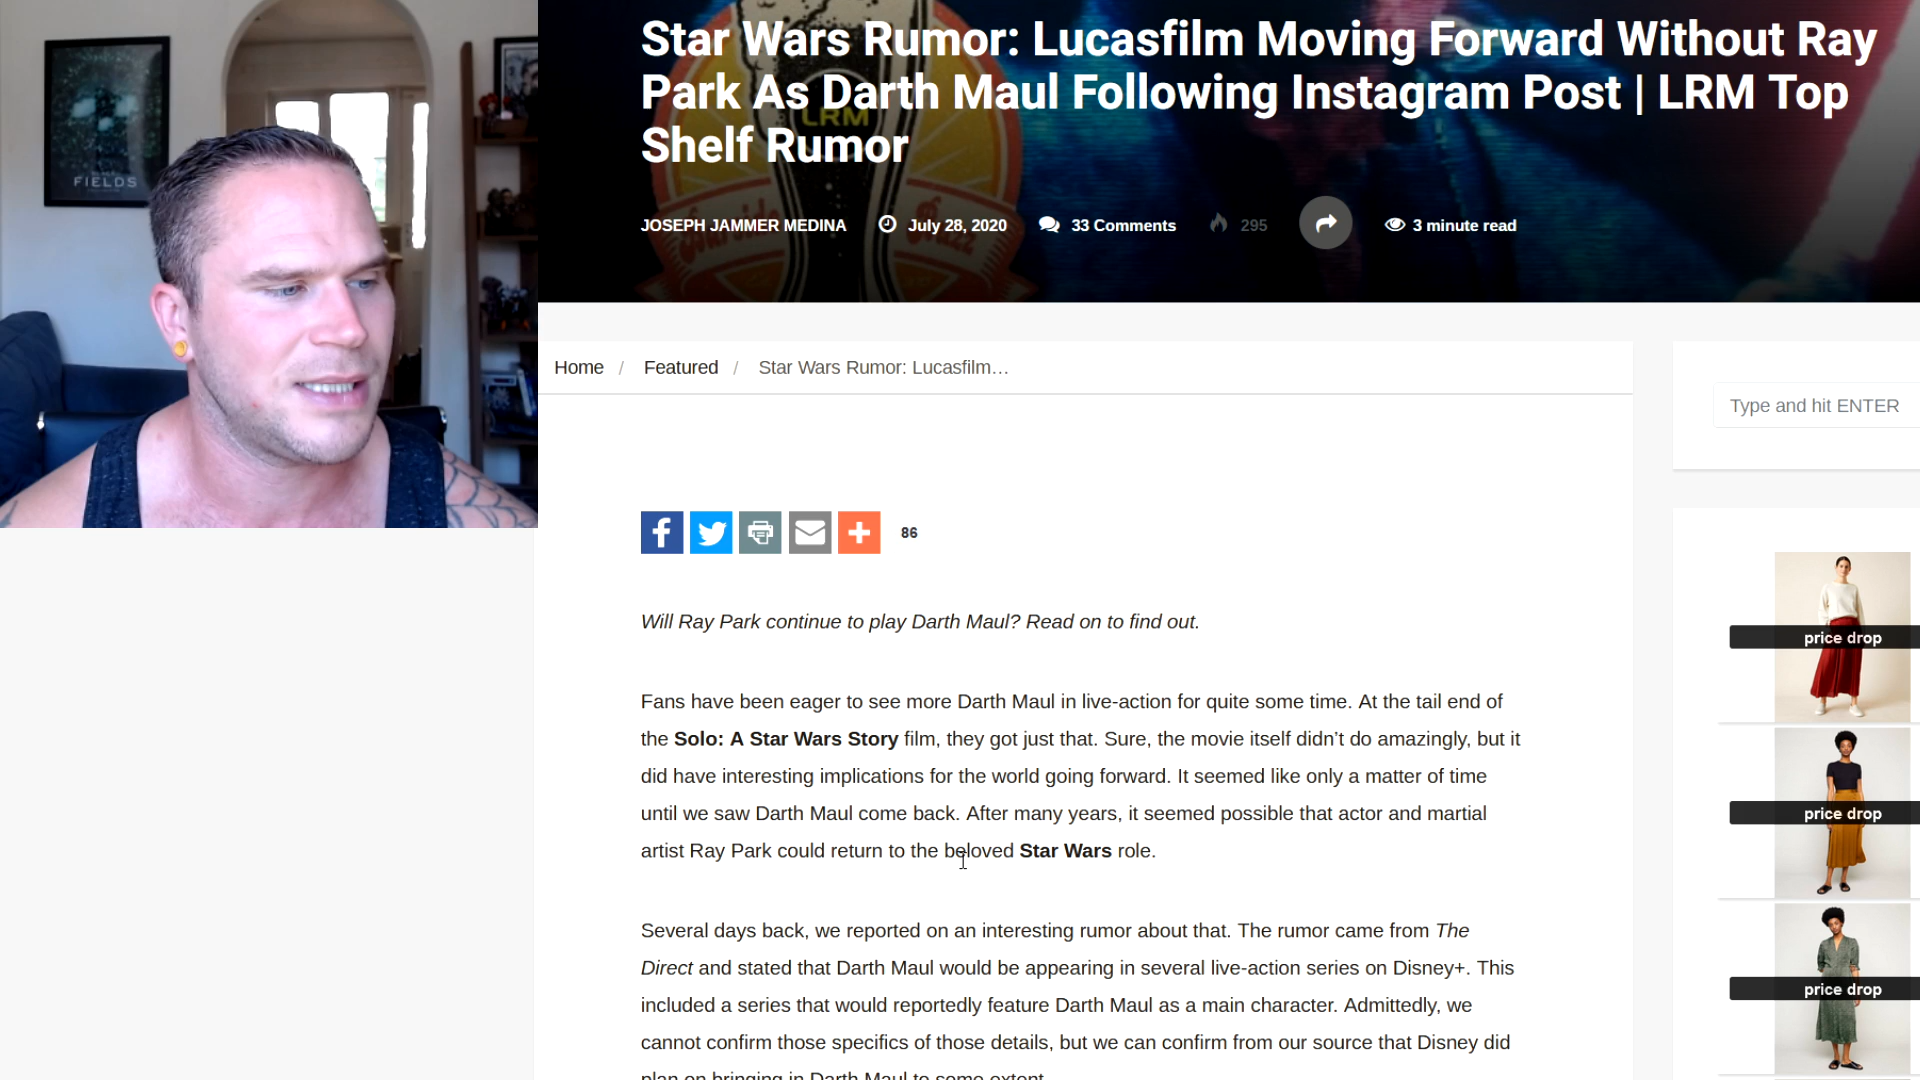 FIELDS
Star Wars Rumor: Lucasfilm Moving Forward Without Ray
Park As Darth Maul Following Instagram Post | LRM Top
Shelf Rumor
LRM
JOSEPH JAMMER MEDINA July 28, 2020 33 Comments 295 3 minute read
Home / Featured / Star Wars Rumor: Lucasfilm…
Type and hit ENTER
86
Will Ray Park continue to play Darth Maul? Read on to find out.
Fans have been eager to see more Darth Maul in live-action for quite some time. At the tail end of
the Solo: A Star Wars Story film, they got just that. Sure, the movie itself didn’t do amazingly, but it
did have interesting implications for the world going forward. It seemed like only a matter of time
until we saw Darth Maul come back. After many years, it seemed possible that actor and martial
artist Ray Park could return to the beloved Star Wars role.
Several days back, we reported on an interesting rumor about that. The rumor came from The
Direct and stated that Darth Maul would be appearing in several live-action series on Disney+. This
included a series that would reportedly feature Darth Maul as a main character. Admittedly, we
cannot confirm those specifics of those details, but we can confirm from our source that Disney did
plan on bringing in Darth Maul to some extent.
price drop
price drop
price drop